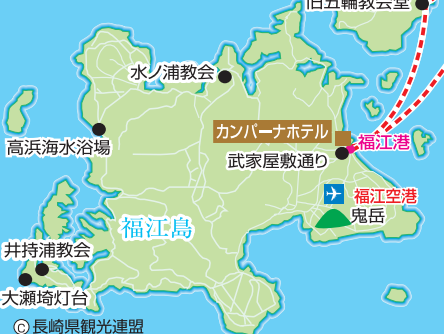 旧五輪教会堂
水ノ浦教会
カンパーナホテル
福江港
高浜海水浴場
武家屋敷通り
福江空港
福江島
鬼岳
井持浦教会
大瀬埼灯台
©長崎県観光連盟